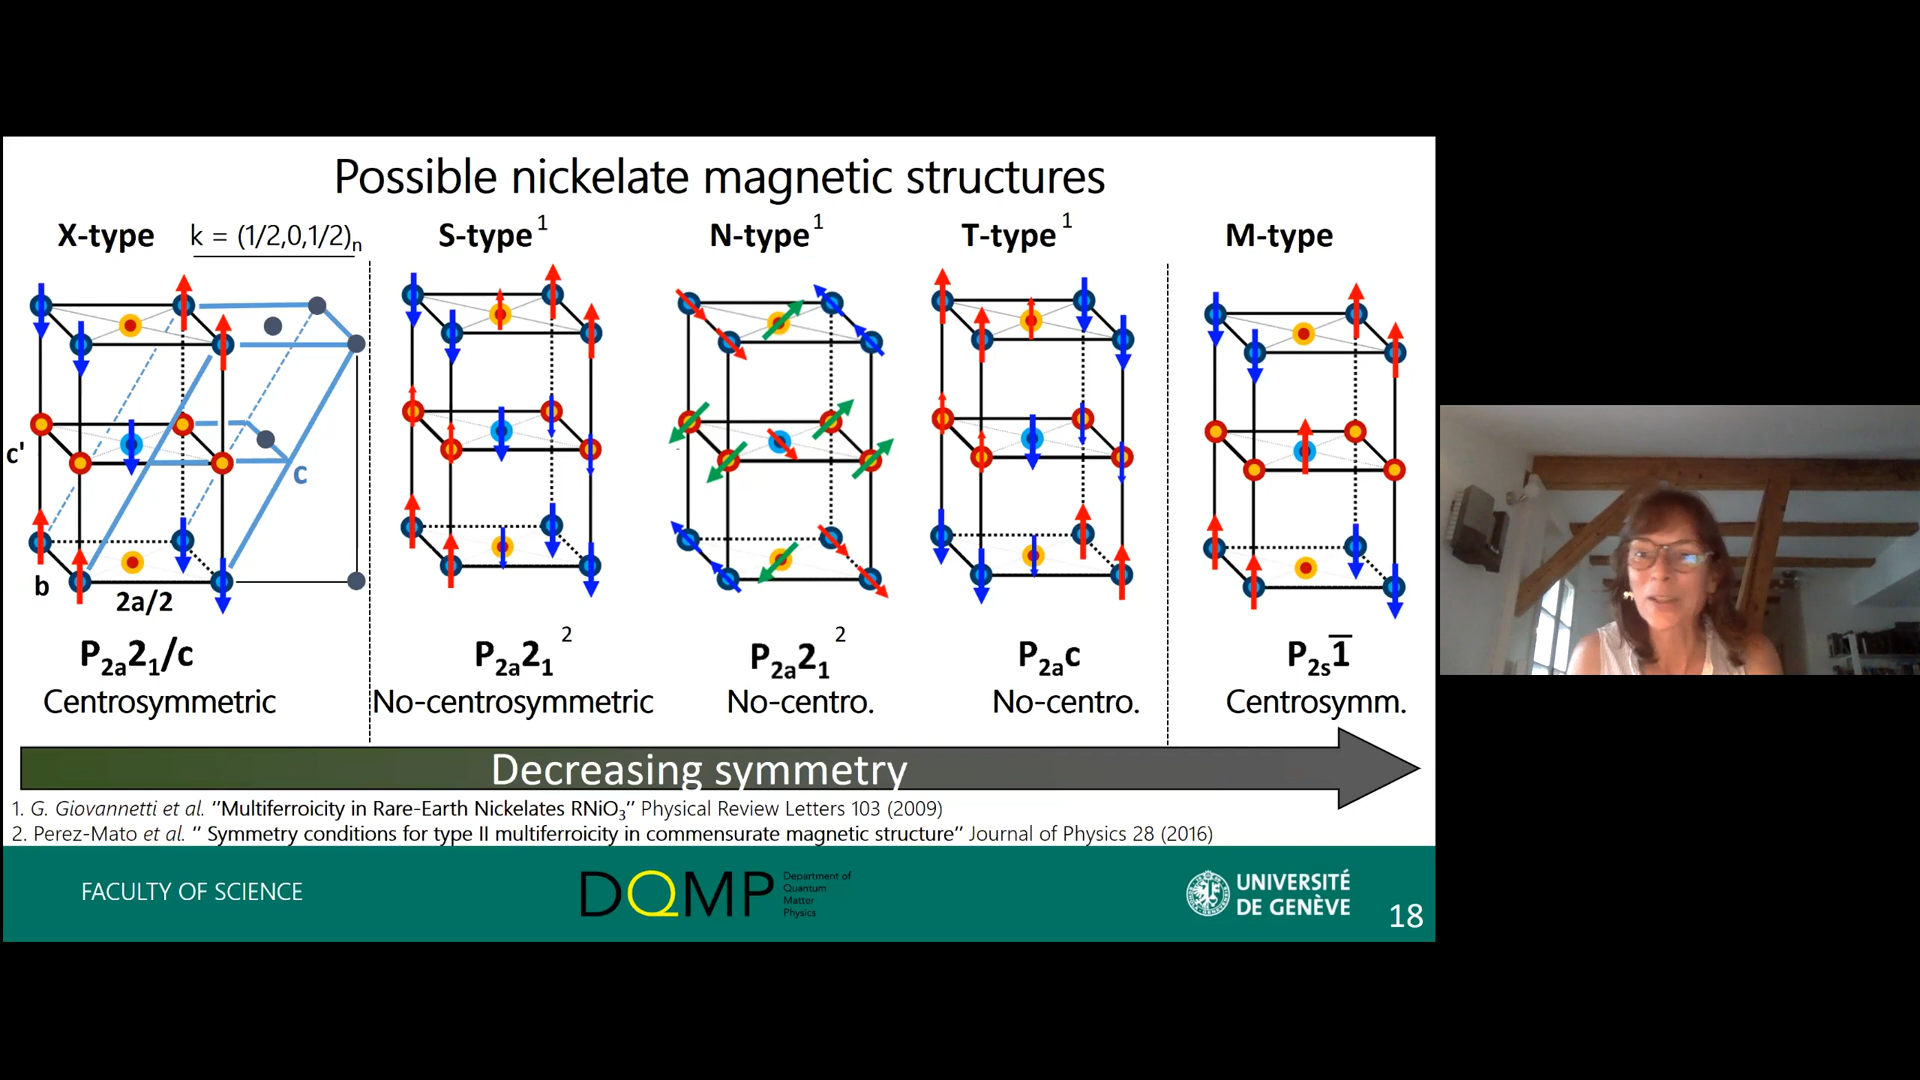 Possible nickelate magnetic structures
X-type k = (1/2,0,1/2)n
S-type 1
N-type 1
T-type 1
M-type
c'
c
b
2a/2
P2a21/c
Centrosymmetric
P2a21 2
No-centrosymmetric
P2a21 2
No-centro.
P2ac
No-centro.
P2s1̅
Centrosymm.
Decreasing symmetry
1. G. Giovannetti et al. ‘’Multiferroicity in Rare-Earth Nickelates RNiO3’’ Physical Review Letters 103 (2009)
2. Perez-Mato et al. ‘’ Symmetry conditions for type II multiferroicity in commensurate magnetic structure’’ Journal of Physics 28 (2016)
FACULTY OF SCIENCE
DQMP
Department of
Quantum
Matter
Physics
UNIVERSITÉ
DE GENÈVE
18